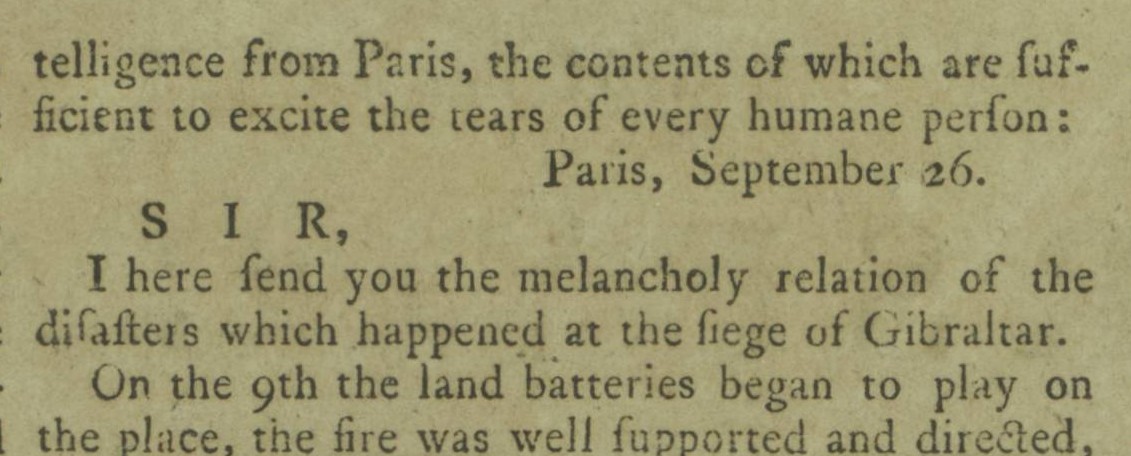 telligence from Paris, the contents of which are ſuf-
ficient to excite the tears of every humane perſon:
Paris, September 26.
S I R,
I here ſend you the melancholy relation of the
diſaſters which happened at the ſiege of Gibraltar.
On the 9th the land batteries began to play on
the place, the fire was well ſupported and directed,